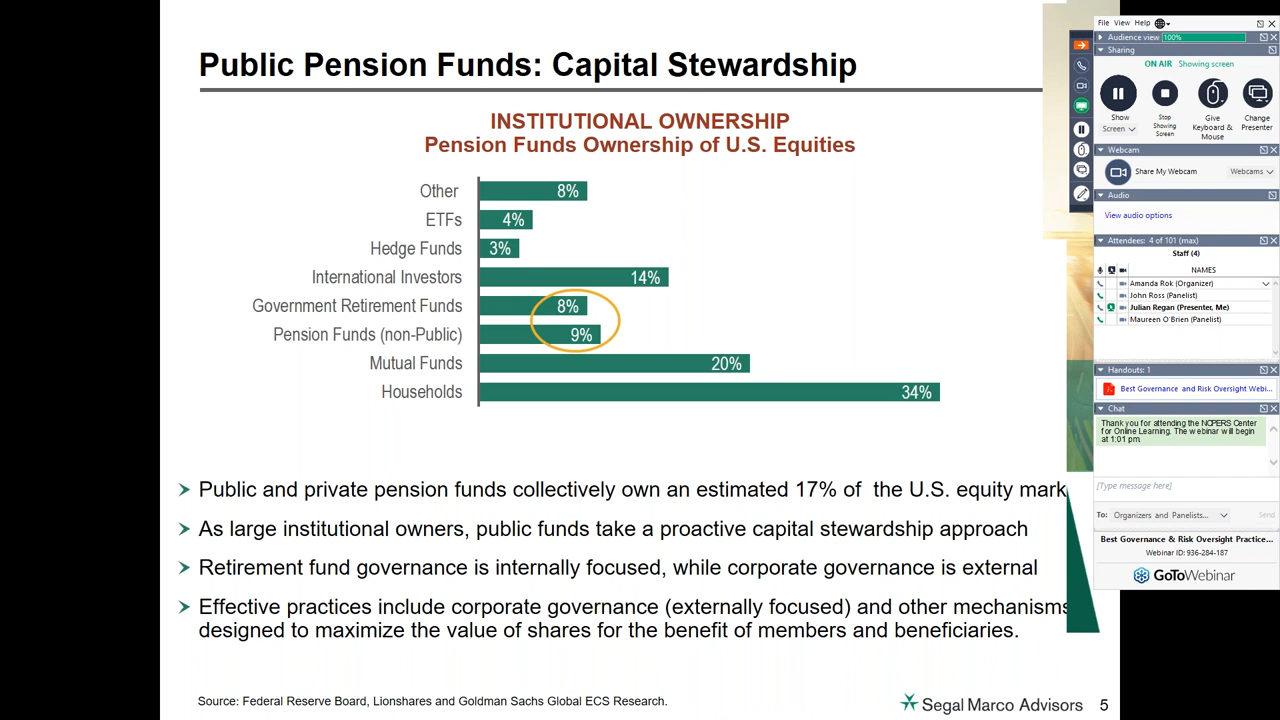 Public Pension Funds: Capital Stewardship
INSTITUTIONAL OWNERSHIP
Pension Funds Ownership of U.S. Equities
Other 8%
ETFs 4%
Hedge Funds 3%
International Investors 14%
Government Retirement Funds 8%
Pension Funds (non-Public) 9%
Mutual Funds 20%
Households 34%
Public and private pension funds collectively own an estimated 17% of the U.S. equity mark
As large institutional owners, public funds take a proactive capital stewardship approach
Retirement fund governance is internally focused, while corporate governance is external
Effective practices include corporate governance (externally focused) and other mechanisms
designed to maximize the value of shares for the benefit of members and beneficiaries.
Source: Federal Reserve Board, Lionshares and Goldman Sachs Global ECS Research.
Segal Marco Advisors 5
File View Help
Audience view 100%
Sharing
ON AIR Showing screen
Show
Screen
Stop
Showing
Screen
Give
Keyboard &
Mouse
Change
Presenter
Webcam
Share My Webcam Webcams
Audio
View audio options
Attendees: 4 of 101 (max)
Staff (4)
NAMES
Amanda Rok (Organizer)
John Ross (Panelist)
Julian Regan (Presenter, Me)
Maureen O'Brien (Panelist)
Handouts: 1
Best Governance and Risk Oversight Webi...
Chat
Thank you for attending the NCPERS Center
for Online Learning. The webinar will begin
at 1:01 pm.
[Type message here]
To: Organizers and Panelists... Send
Best Governance & Risk Oversight Practice...
Webinar ID: 936-284-187
GoToWebinar